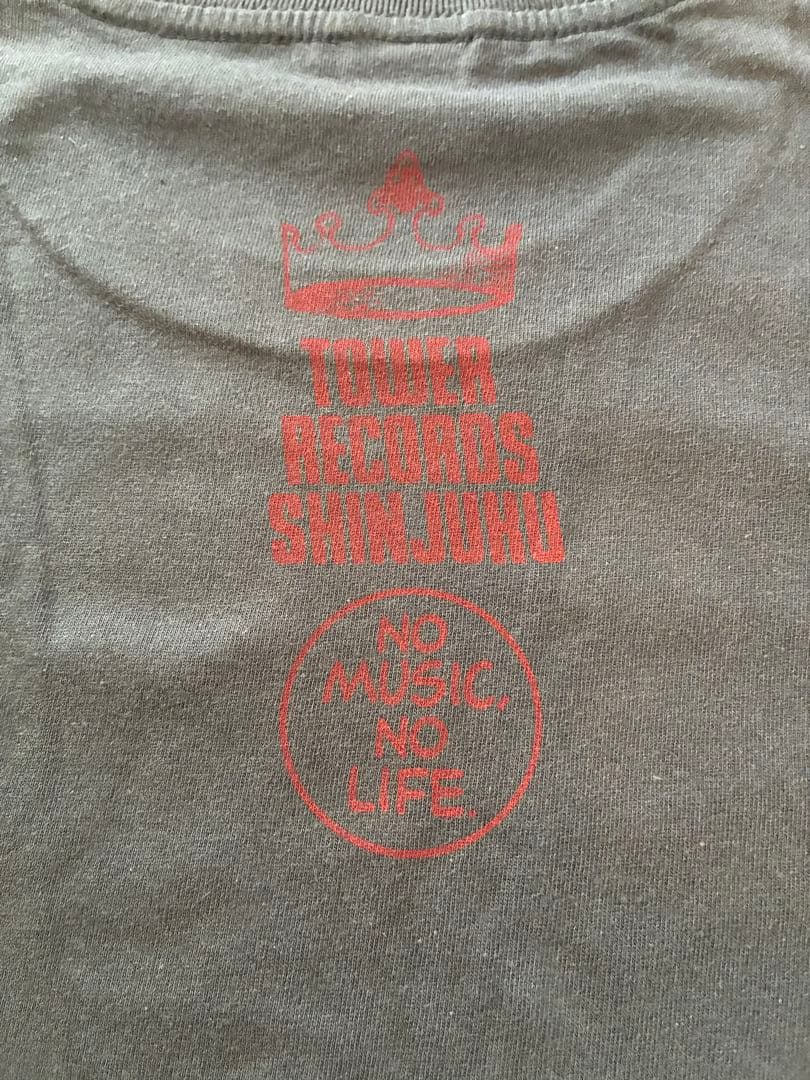 TOWER
RECORDS
SHINJUKU
NO
MUSIC,
NO
LIFE.